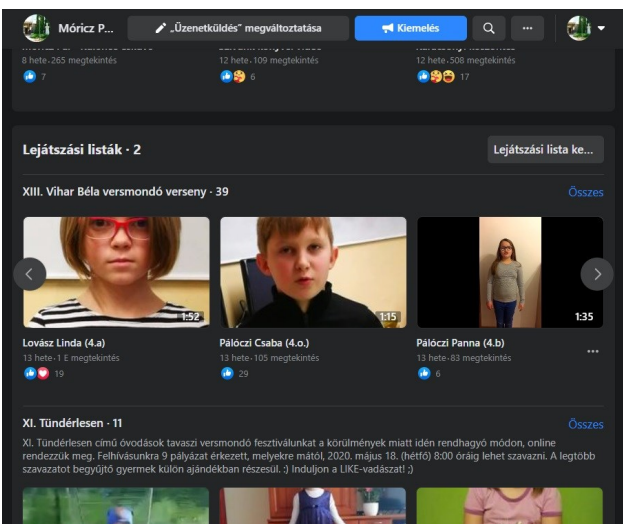 Móricz P...
„Üzenetküldés” megváltoztatása
Kiemelés
8 hete · 265 megtekintés
12 hete · 109 megtekintés
12 hete · 508 megtekintés
7
6
17
Lejátszási listák · 2
Lejátszási lista ke...
XIII. Vihar Béla versmondó verseny · 39
Összes
1:52
1:15
1:35
Lovász Linda (4.a)
Pálóczi Csaba (4.o.)
Pálóczi Panna (4.b)
13 hete · 1 E megtekintés
13 hete · 105 megtekintés
13 hete · 83 megtekintés
19
29
6
XI. Tündérlesen · 11
Összes
XI. Tündérlesen című óvodások tavaszi versmondó fesztiválunkat a körülmények miatt idén rendhagyó módon, online
rendezzük meg. Felhívásunkra 9 pályázat érkezett, melyekre mától, 2020. május 18. (hétfő) 8:00 óráig lehet szavazni. A legtöbb
szavazatot begyűjtő gyermek külön ajándékban részesül. :) Induljon a LIKE-vadászat! ;)